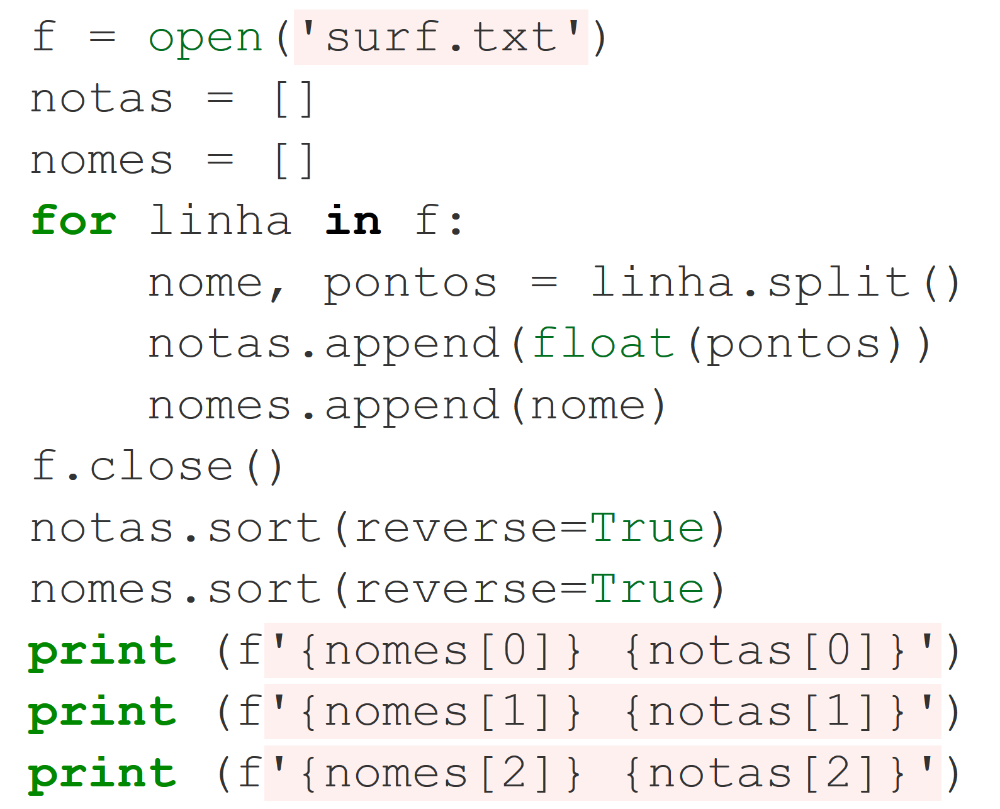 f = open('surf.txt')
notas = []
nomes = []
for linha in f:
    nome, pontos = linha.split()
    notas.append(float(pontos))
    nomes.append(nome)
f.close()
notas.sort(reverse=True)
nomes.sort(reverse=True)
print (f'{nomes[0]} {notas[0]}')
print (f'{nomes[1]} {notas[1]}')
print (f'{nomes[2]} {notas[2]}')